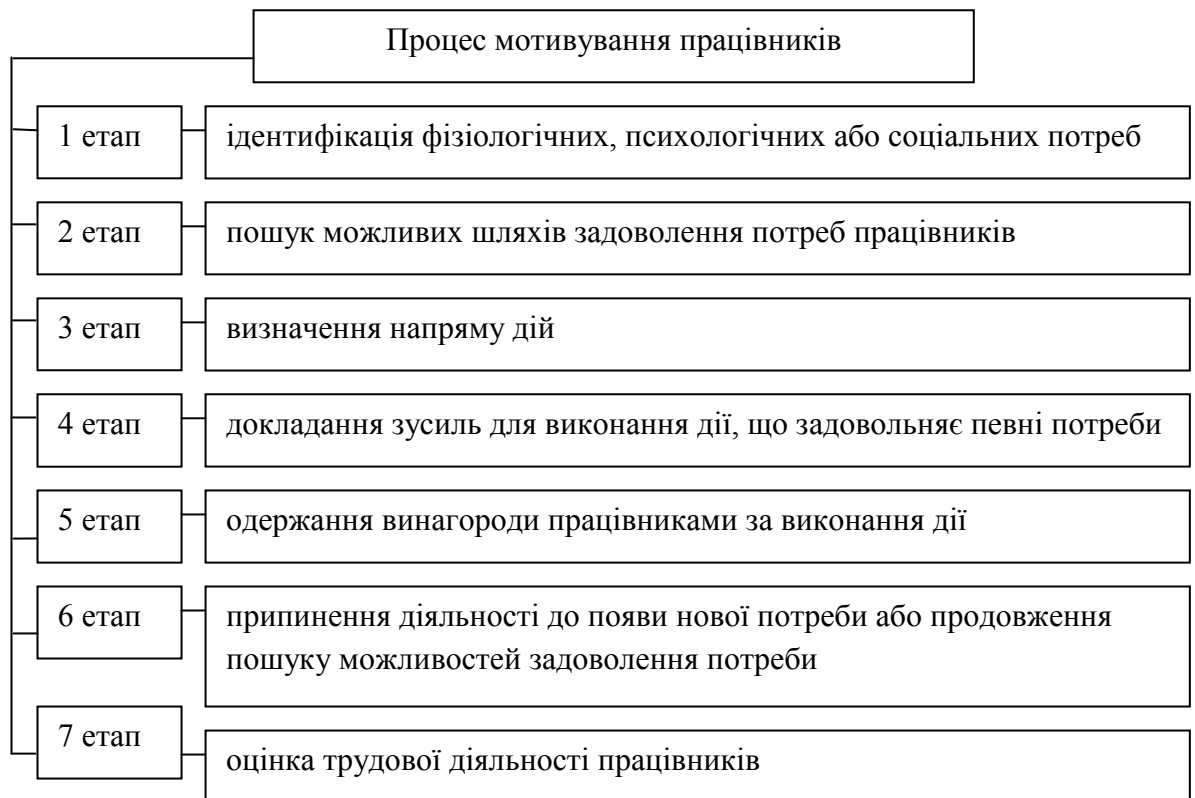 Процес мотивування працівників
1 етап
ідентифікація фізіологічних, психологічних або соціальних потреб
2 етап
пошук можливих шляхів задоволення потреб працівників
3 етап
визначення напряму дій
4 етап
докладання зусиль для виконання дії, що задовольняє певні потреби
5 етап
одержання винагороди працівниками за виконання дії
6 етап
припинення діяльності до появи нової потреби або продовження
пошуку можливостей задоволення потреби
7 етап
оцінка трудової діяльності працівників